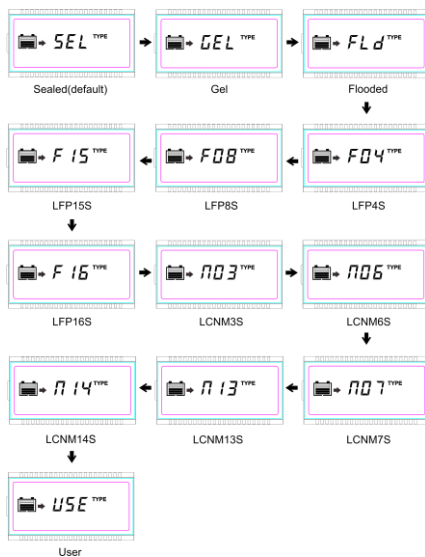 SEL TYPE GEL TYPE FLd TYPE
Sealed(default) Gel Flooded
F15 TYPE F08 TYPE F04 TYPE
LFP15S LFP8S LFP4S
F16 TYPE n03 TYPE n06 TYPE
LFP16S LCNM3S LCNM6S
n14 TYPE n13 TYPE n07 TYPE
LCNM14S LCNM13S LCNM7S
USE TYPE
User